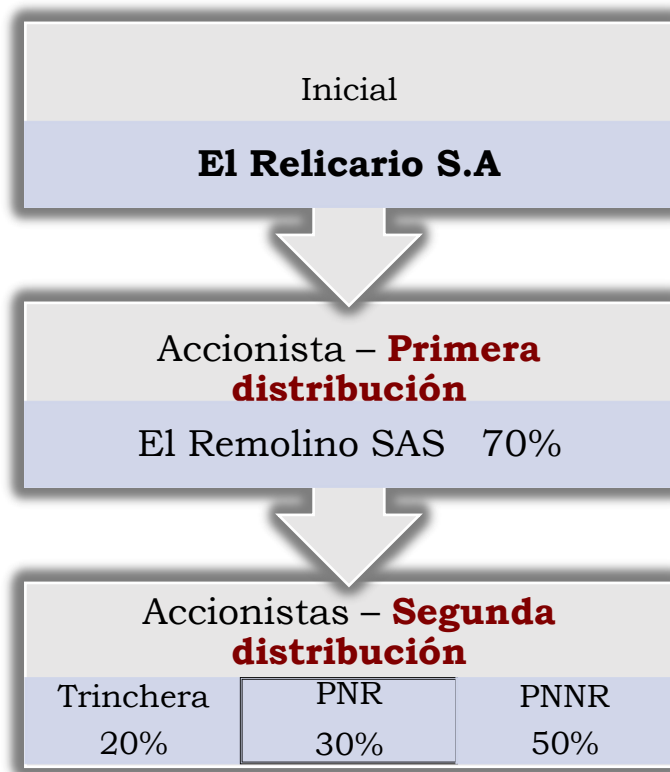 Inicial
El Relicario S.A
Accionista – Primera
distribución
El Remolino SAS 70%
Accionistas – Segunda
distribución
Trinchera PNR PNNR
20% 30% 50%